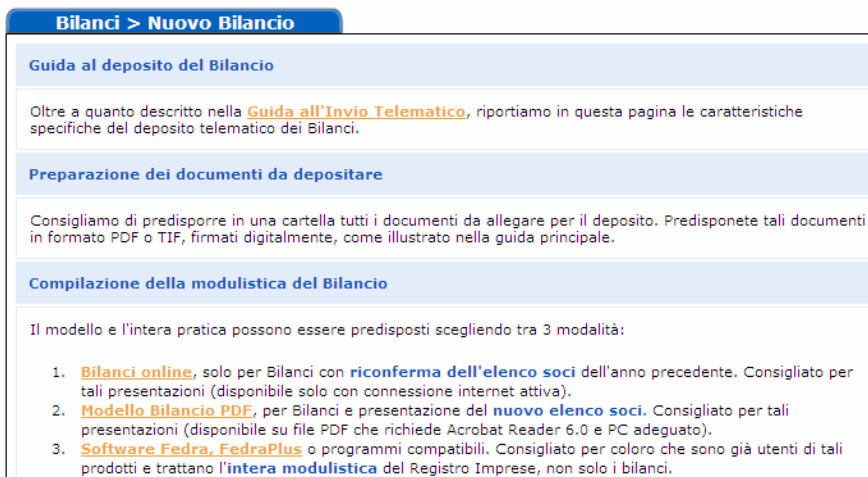 Bilanci > Nuovo Bilancio
Guida al deposito del Bilancio
Oltre a quanto descritto nella Guida all'Invio Telematico, riportiamo in questa pagina le caratteristiche
specifiche del deposito telematico dei Bilanci.
Preparazione dei documenti da depositare
Consigliamo di predisporre in una cartella tutti i documenti da allegare per il deposito. Predisponete tali documenti
in formato PDF o TIF, firmati digitalmente, come illustrato nella guida principale.
Compilazione della modulistica del Bilancio
Il modello e l'intera pratica possono essere predisposti scegliendo tra 3 modalità:
1. Bilanci online, solo per Bilanci con riconferma dell'elenco soci dell'anno precedente. Consigliato per
tali presentazioni (disponibile solo con connessione internet attiva).
2. Modello Bilancio PDF, per Bilanci e presentazione del nuovo elenco soci. Consigliato per tali
presentazioni (disponibile su file PDF che richiede Acrobat Reader 6.0 e PC adeguato).
3. Software Fedra, FedraPlus o programmi compatibili. Consigliato per coloro che sono già utenti di tali
prodotti e trattano l'intera modulistica del Registro Imprese, non solo i bilanci.